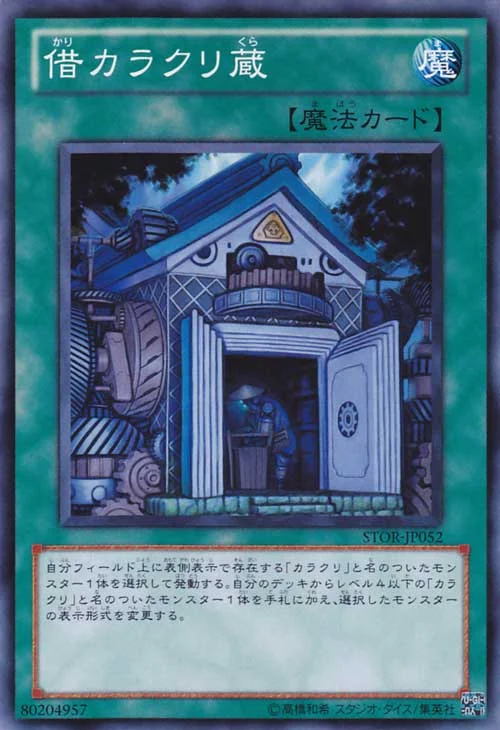 借カラクリ蔵
【魔法カード】
STOR-JP052
自分フィールド上に表側表示で存在する「カラクリ」と名のついたモン
スター1体を選択して発動する。自分のデッキからレベル4以下の「カラ
クリ」と名のついたモンスター1体を手札に加え、選択したモンスター
の表示形式を変更する。
80204957
©高橋和希 スタジオ・ダイス/集英社